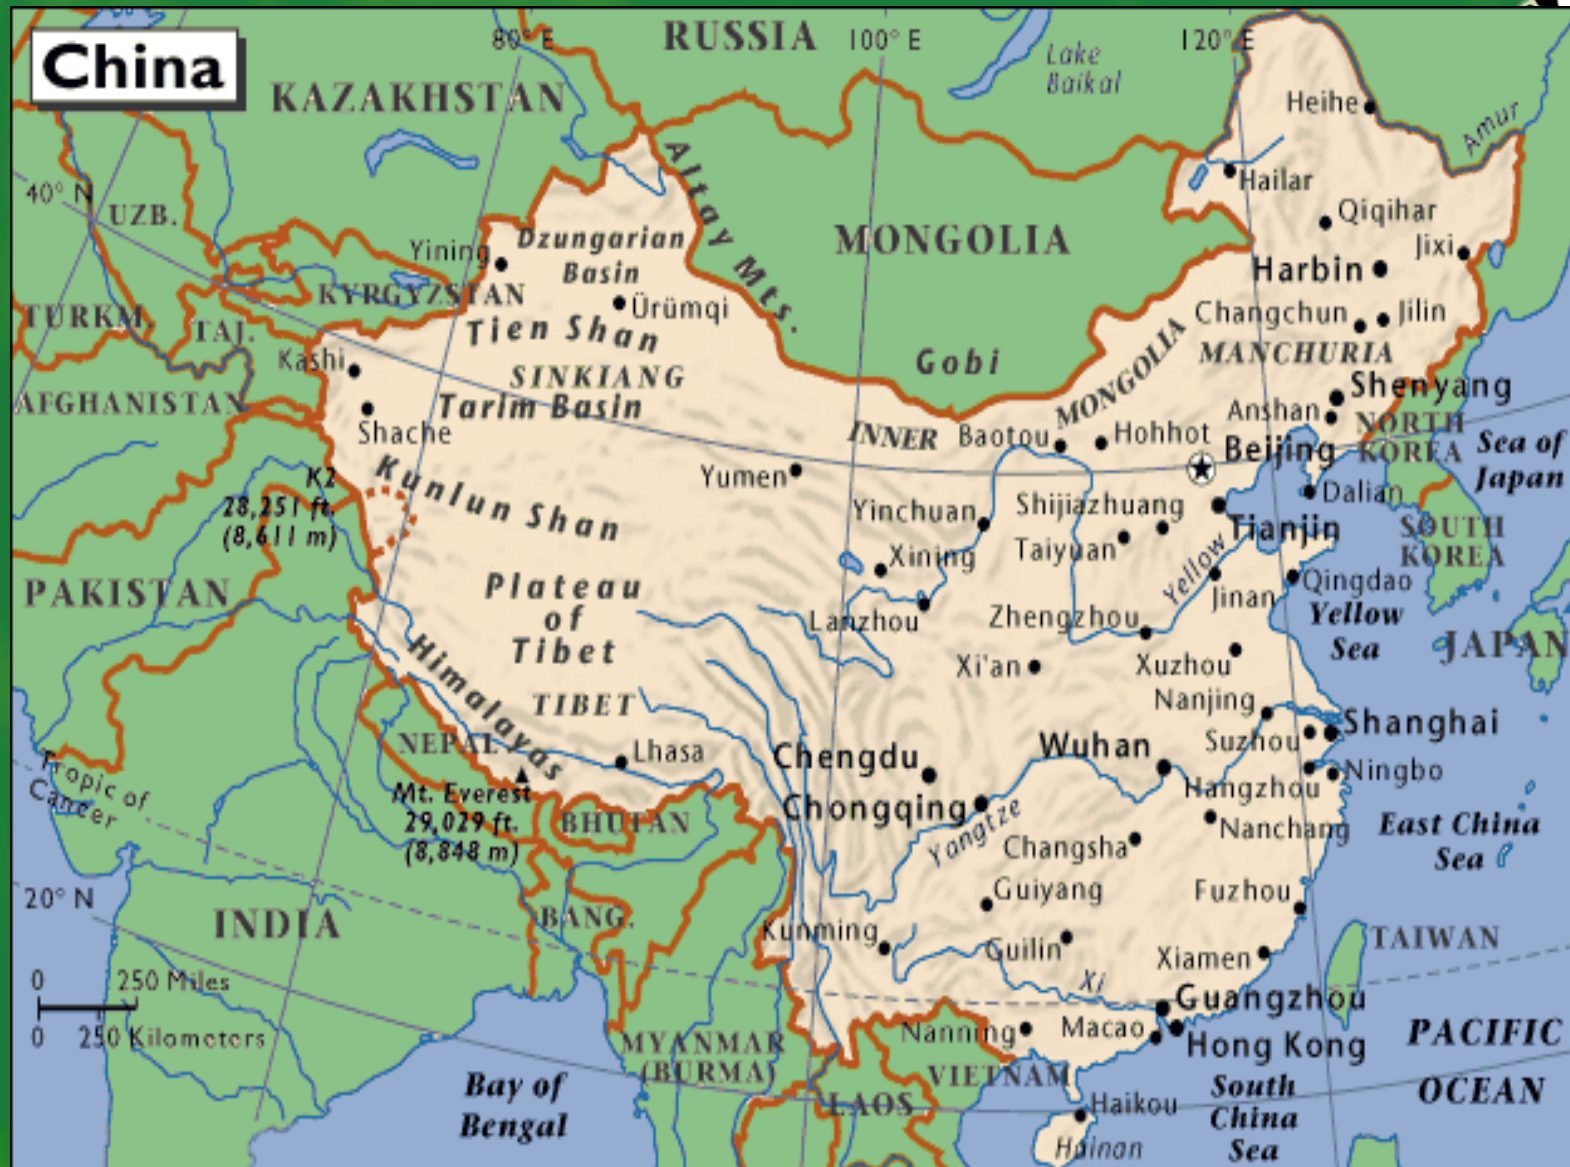 China
80° E
RUSSIA
100° E
120° E
Lake
Baikal
KAZAKHSTAN
Heihe
Amur
Altay Mts.
40° N
UZB.
Hailar
Qiqihar
Yining
Dzungarian
Basin
MONGOLIA
Jixi
Harbin
KYRGYZSTAN
Ürümqi
TURKM.
TAJ.
Tien Shan
Changchun
Jilin
Kashi
Gobi
MANCHURIA
SINKIANG
AFGHANISTAN
Tarim Basin
Shenyang
Anshan
Shache
INNER MONGOLIA
Baotou
Hohhot
Beijing
NORTH
KOREA
Sea of
Japan
K2
28,251 ft.
(8,611 m)
Kunlun Shan
Yumen
Dalian
Yinchuan
Shijiazhuang
Tianjin
SOUTH
KOREA
Taiyuan
Xining
Yellow
PAKISTAN
Plateau
of
Tibet
Jinan
Qingdao
Yellow
Sea
Lanzhou
Zhengzhou
JAPAN
Himalayas
Xi'an
Xuzhou
TIBET
Nanjing
NEPAL
Lhasa
Chengdu
Wuhan
Suzhou
Shanghai
Tropic of
Cancer
Ningbo
Hangzhou
Mt. Everest
29,029 ft.
(8,848 m)
BHUTAN
Chongqing
Yangtze
Changsha
Nanchang
East China
Sea
20° N
INDIA
BANG.
Guiyang
Fuzhou
Kunming
Guilin
Xiamen
TAIWAN
0 250 Miles
0 250 Kilometers
Xi
Guangzhou
Nanning
Macao
Hong Kong
PACIFIC
OCEAN
MYANMAR
(BURMA)
VIETNAM
LAOS
Bay of
Bengal
Haikou
Hainan
South
China
Sea